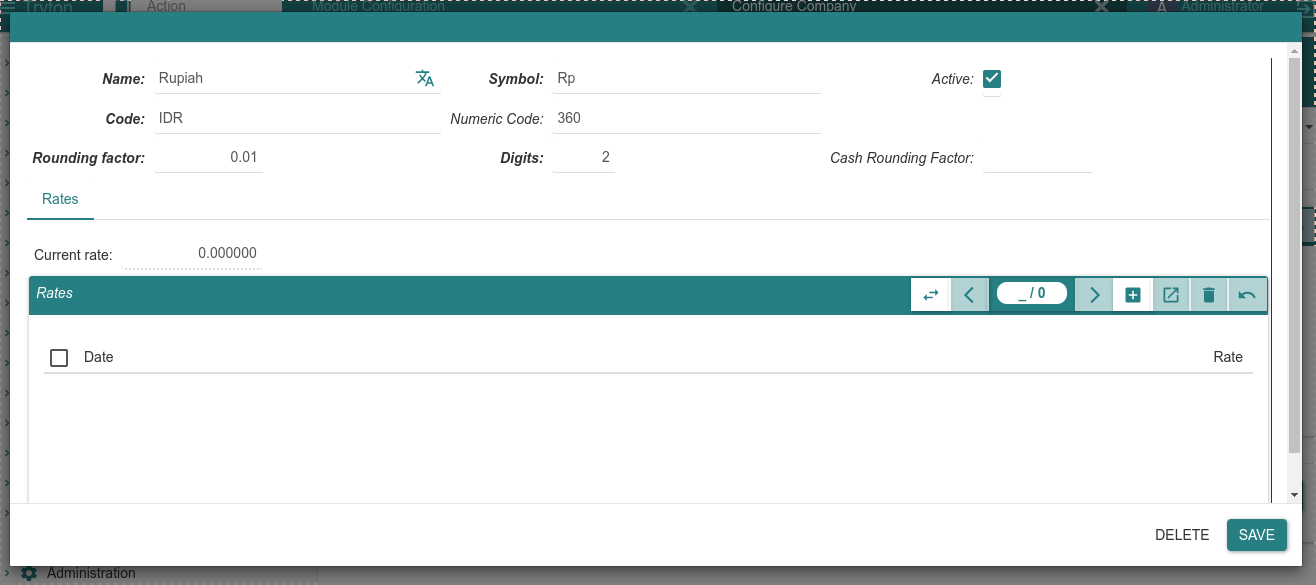 Tryton Action Module Configuration Configure Company A Administrator
Name: Rupiah Symbol: Rp Active:
Code: IDR Numeric Code: 360
Rounding factor: 0.01 Digits: 2 Cash Rounding Factor:
Rates
Current rate: 0.000000
Rates _ / 0
Date Rate
DELETE SAVE
Administration